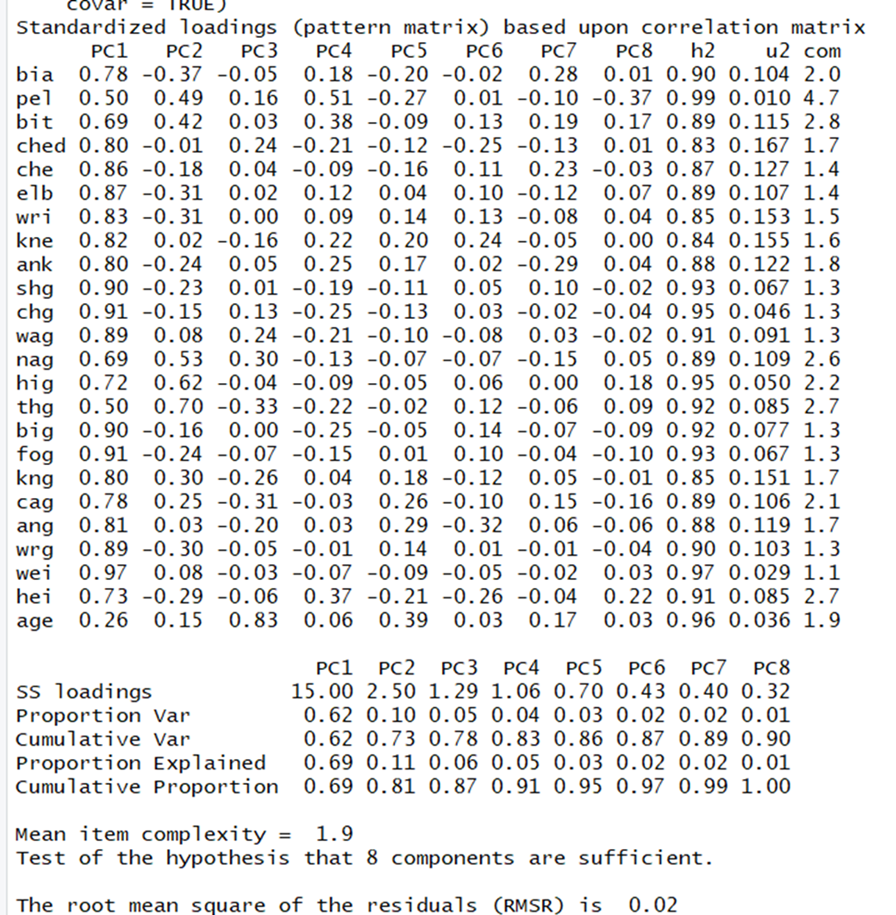 covar = TRUE)
Standardized loadings (pattern matrix) based upon correlation matrix
PC1 PC2 PC3 PC4 PC5 PC6 PC7 PC8 h2 u2 com
bia 0.78 -0.37 -0.05 0.18 -0.20 -0.02 0.28 0.01 0.90 0.104 2.0
pel 0.50 0.49 0.16 0.51 -0.27 0.01 -0.10 -0.37 0.99 0.010 4.7
bit 0.69 0.42 0.03 0.38 -0.09 0.13 0.19 0.17 0.89 0.115 2.8
ched 0.80 -0.01 0.24 -0.21 -0.12 -0.25 -0.13 0.01 0.83 0.167 1.7
che 0.86 -0.18 0.04 -0.09 -0.16 0.11 0.23 -0.03 0.87 0.127 1.4
elb 0.87 -0.31 0.02 0.12 0.04 0.10 -0.12 0.07 0.89 0.107 1.4
wri 0.83 -0.31 0.00 0.09 0.14 0.13 -0.08 0.04 0.85 0.153 1.5
kne 0.82 0.02 -0.16 0.22 0.20 0.24 -0.05 0.00 0.84 0.155 1.6
ank 0.80 -0.24 0.05 0.25 0.17 0.02 -0.29 0.04 0.88 0.122 1.8
shg 0.90 -0.23 0.01 -0.19 -0.11 0.05 0.10 -0.02 0.93 0.067 1.3
chg 0.91 -0.15 0.13 -0.25 -0.13 0.03 -0.02 -0.04 0.95 0.046 1.3
wag 0.89 0.08 0.24 -0.21 -0.10 -0.08 0.03 -0.02 0.91 0.091 1.3
nag 0.69 0.53 0.30 -0.13 -0.07 -0.07 -0.15 0.05 0.89 0.109 2.6
hig 0.72 0.62 -0.04 -0.09 -0.05 0.06 0.00 0.18 0.95 0.050 2.2
thg 0.50 0.70 -0.33 -0.22 -0.02 0.12 -0.06 0.09 0.92 0.085 2.7
big 0.90 -0.16 0.00 -0.25 -0.05 0.14 -0.07 -0.09 0.92 0.077 1.3
fog 0.91 -0.24 -0.07 -0.15 0.01 0.10 -0.04 -0.10 0.93 0.067 1.3
kng 0.80 0.30 -0.26 0.04 0.18 -0.12 0.05 -0.01 0.85 0.151 1.7
cag 0.78 0.25 -0.31 -0.03 0.26 -0.10 0.15 -0.16 0.89 0.106 2.1
ang 0.81 0.03 -0.20 0.03 0.29 -0.32 0.06 -0.06 0.88 0.119 1.7
wrg 0.89 -0.30 -0.05 -0.01 0.14 0.01 -0.01 -0.04 0.90 0.103 1.3
wei 0.97 0.08 -0.03 -0.07 -0.09 -0.05 -0.02 0.03 0.97 0.029 1.1
hei 0.73 -0.29 -0.06 0.37 -0.21 -0.26 -0.04 0.22 0.91 0.085 2.7
age 0.26 0.15 0.83 0.06 0.39 0.03 0.17 0.03 0.96 0.036 1.9
PC1 PC2 PC3 PC4 PC5 PC6 PC7 PC8
SS loadings 15.00 2.50 1.29 1.06 0.70 0.43 0.40 0.32
Proportion Var 0.62 0.10 0.05 0.04 0.03 0.02 0.02 0.01
Cumulative Var 0.62 0.73 0.78 0.83 0.86 0.87 0.89 0.90
Proportion Explained 0.69 0.11 0.06 0.05 0.03 0.02 0.02 0.01
Cumulative Proportion 0.69 0.81 0.87 0.91 0.95 0.97 0.99 1.00
Mean item complexity = 1.9
Test of the hypothesis that 8 components are sufficient.
The root mean square of the residuals (RMSR) is 0.02